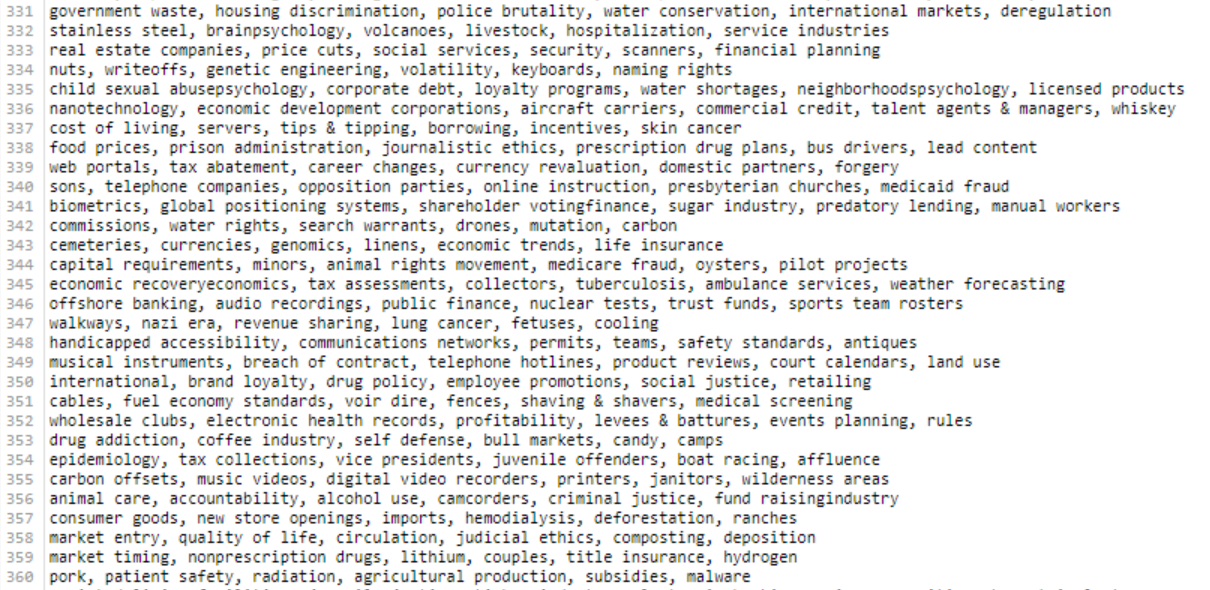 331 government waste, housing discrimination, police brutality, water conservation, international markets, deregulation
332 stainless steel, brainpsychology, volcanoes, livestock, hospitalization, service industries
333 real estate companies, price cuts, social services, security, scanners, financial planning
334 nuts, writeoffs, genetic engineering, volatility, keyboards, naming rights
335 child sexual abusepsychology, corporate debt, loyalty programs, water shortages, neighborhoodspsychology, licensed products
336 nanotechnology, economic development corporations, aircraft carriers, commercial credit, talent agents & managers, whiskey
337 cost of living, servers, tips & tipping, borrowing, incentives, skin cancer
338 food prices, prison administration, journalistic ethics, prescription drug plans, bus drivers, lead content
339 web portals, tax abatement, career changes, currency revaluation, domestic partners, forgery
340 sons, telephone companies, opposition parties, online instruction, presbyterian churches, medicaid fraud
341 biometrics, global positioning systems, shareholder votingfinance, sugar industry, predatory lending, manual workers
342 commissions, water rights, search warrants, drones, mutation, carbon
343 cemeteries, currencies, genomics, linens, economic trends, life insurance
344 capital requirements, minors, animal rights movement, medicare fraud, oysters, pilot projects
345 economic recoveryeconomics, tax assessments, collectors, tuberculosis, ambulance services, weather forecasting
346 offshore banking, audio recordings, public finance, nuclear tests, trust funds, sports team rosters
347 walkways, nazi era, revenue sharing, lung cancer, fetuses, cooling
348 handicapped accessibility, communications networks, permits, teams, safety standards, antiques
349 musical instruments, breach of contract, telephone hotlines, product reviews, court calendars, land use
350 international, brand loyalty, drug policy, employee promotions, social justice, retailing
351 cables, fuel economy standards, voir dire, fences, shaving & shavers, medical screening
352 wholesale clubs, electronic health records, profitability, levees & battures, events planning, rules
353 drug addiction, coffee industry, self defense, bull markets, candy, camps
354 epidemiology, tax collections, vice presidents, juvenile offenders, boat racing, affluence
355 carbon offsets, music videos, digital video recorders, printers, janitors, wilderness areas
356 animal care, accountability, alcohol use, camcorders, criminal justice, fund raisingindustry
357 consumer goods, new store openings, imports, hemodialysis, deforestation, ranches
358 market entry, quality of life, circulation, judicial ethics, composting, deposition
359 market timing, nonprescription drugs, lithium, couples, title insurance, hydrogen
360 pork, patient safety, radiation, agricultural production, subsidies, malware